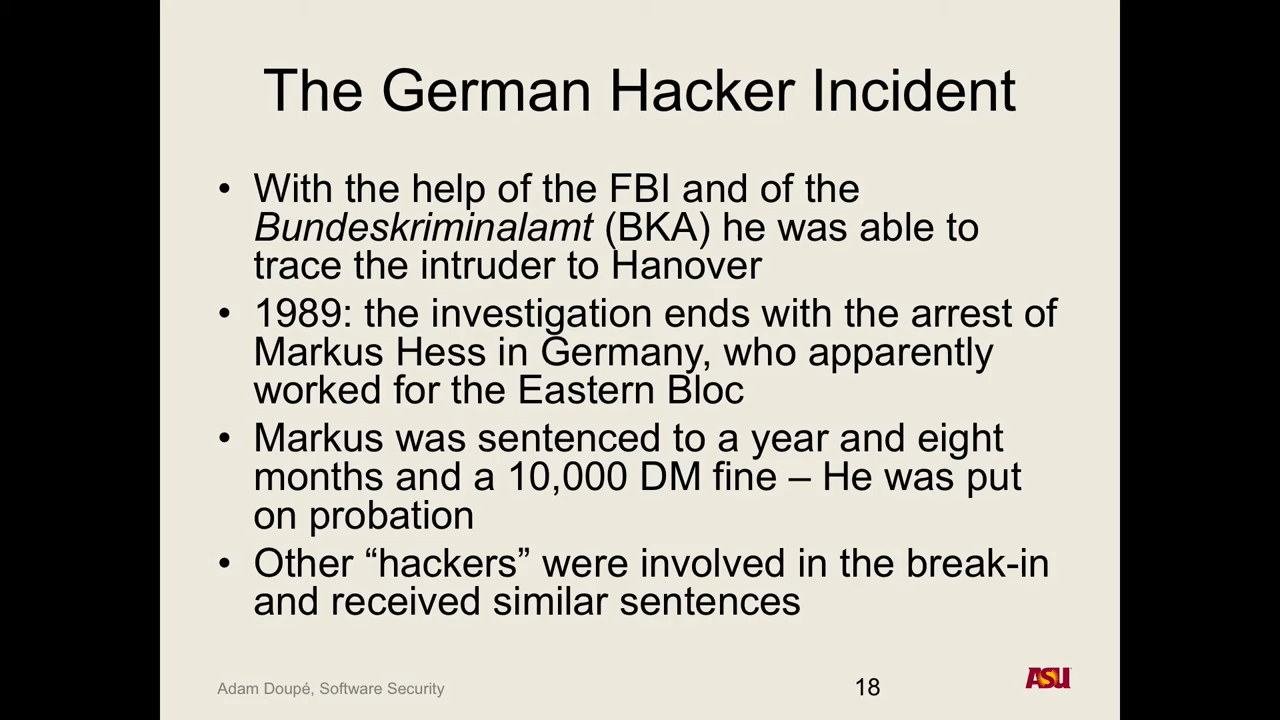 The German Hacker Incident
• With the help of the FBI and of the
Bundeskriminalamt (BKA) he was able to
trace the intruder to Hanover
• 1989: the investigation ends with the arrest of
Markus Hess in Germany, who apparently
worked for the Eastern Bloc
• Markus was sentenced to a year and eight
months and a 10,000 DM fine – He was put
on probation
• Other “hackers” were involved in the break-in
and received similar sentences
Adam Doupé, Software Security
18
ASU